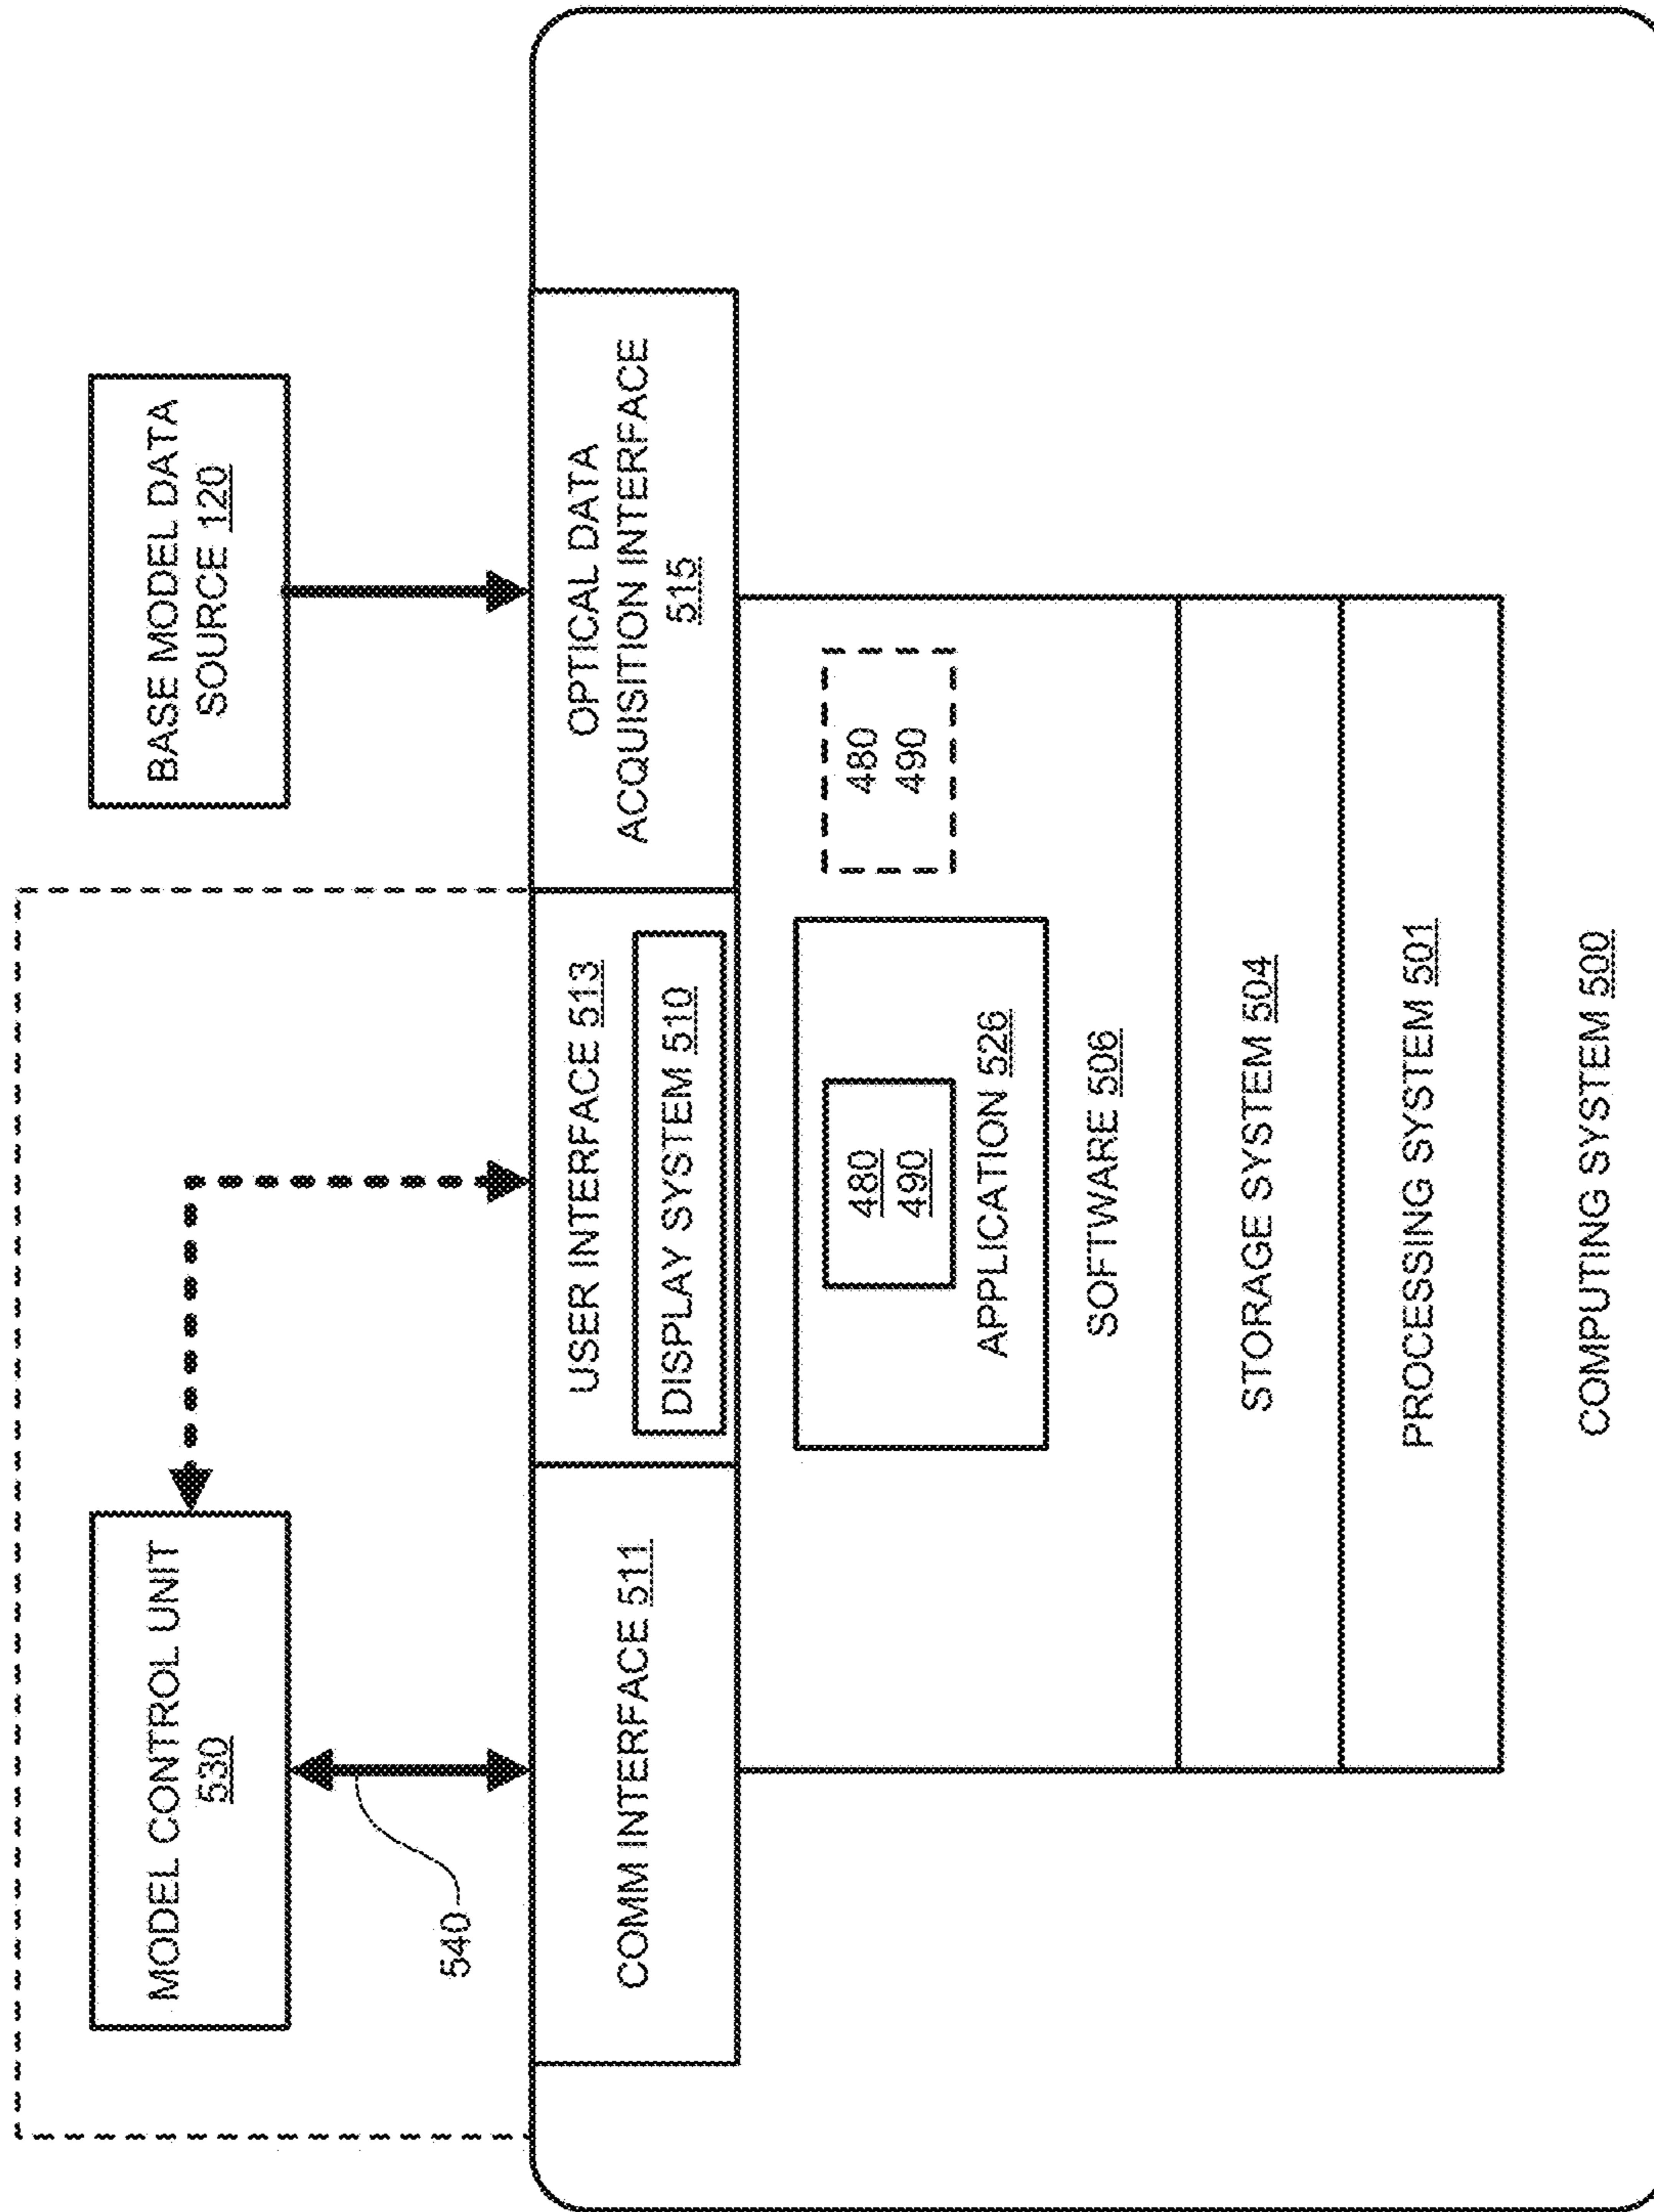 MODEL CONTROL UNIT
530
BASE MODEL DATA
SOURCE 120
540
COMM INTERFACE 511
USER INTERFACE 513
DISPLAY SYSTEM 510
OPTICAL DATA
ACQUISITION INTERFACE
515
480
490
APPLICATION 526
480
490
SOFTWARE 506
STORAGE SYSTEM 504
PROCESSING SYSTEM 501
COMPUTING SYSTEM 500